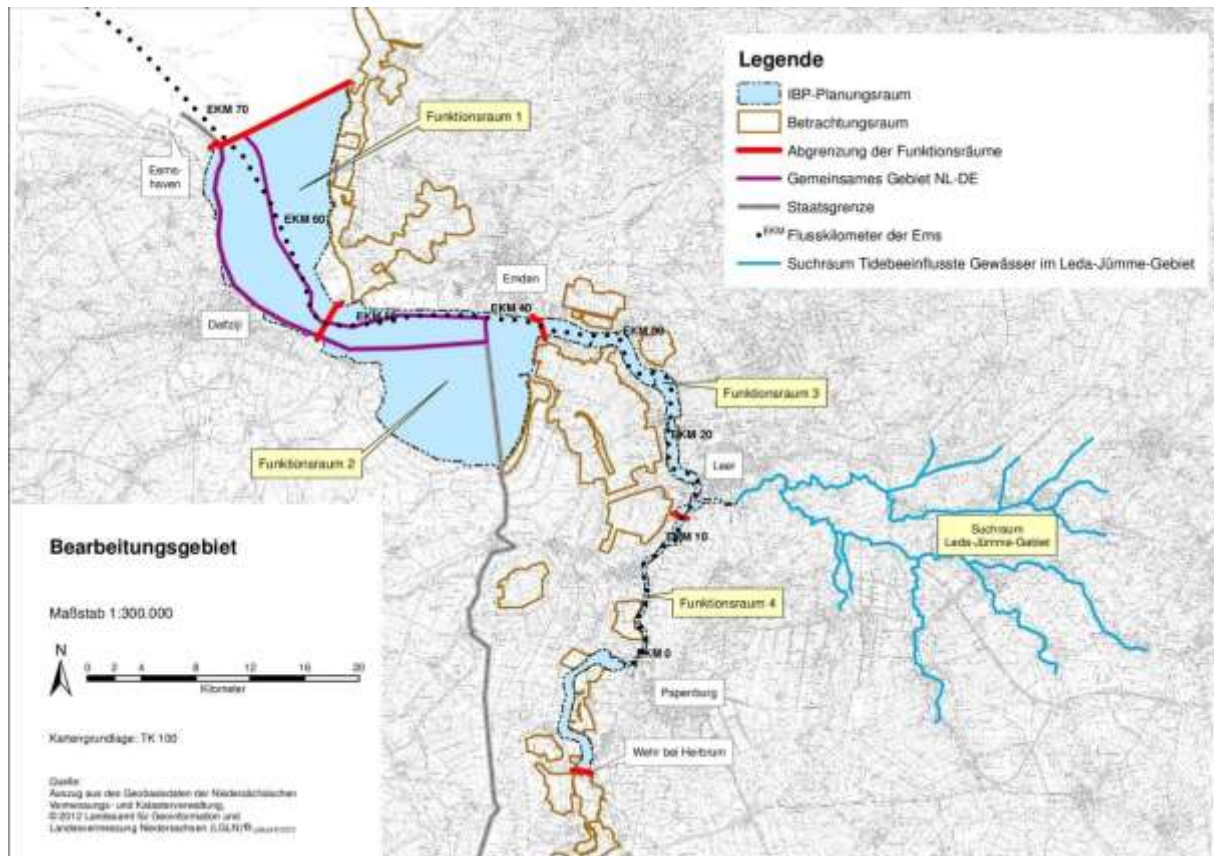 Legende
IBP-Planungsraum
Betrachtungsraum
Abgrenzung der Funktionsräume
Gemeinsames Gebiet NL-DE
Staatsgrenze
EKM Flusskilometer der Ems
Suchraum Tidebeeinflusste Gewässer im Leda-Jümme-Gebiet
EKM 70
Funktionsraum 1
Eems-
haven
EKM 60
Emden
EKM 40
Delfzijl
EKM
Funktionsraum 3
EKM 20
Funktionsraum 2
Leer
Suchraum
Leda-Jümme-Gebiet
EKM 10
Funktionsraum 4
EKM 0
Papenburg
Wehr bei Herbrum
Bearbeitungsgebiet
Maßstab 1:300.000
N
0 2 4 8 12 16 20
Kilometer
Kartengrundlage: TK 100
Quelle:
Auszug aus den Geobasisdaten der Niedersächsischen
Vermessungs- und Katasterverwaltung,
© 2012 Landesamt für Geoinformation und
Landesvermessung Niedersachsen (LGLN)